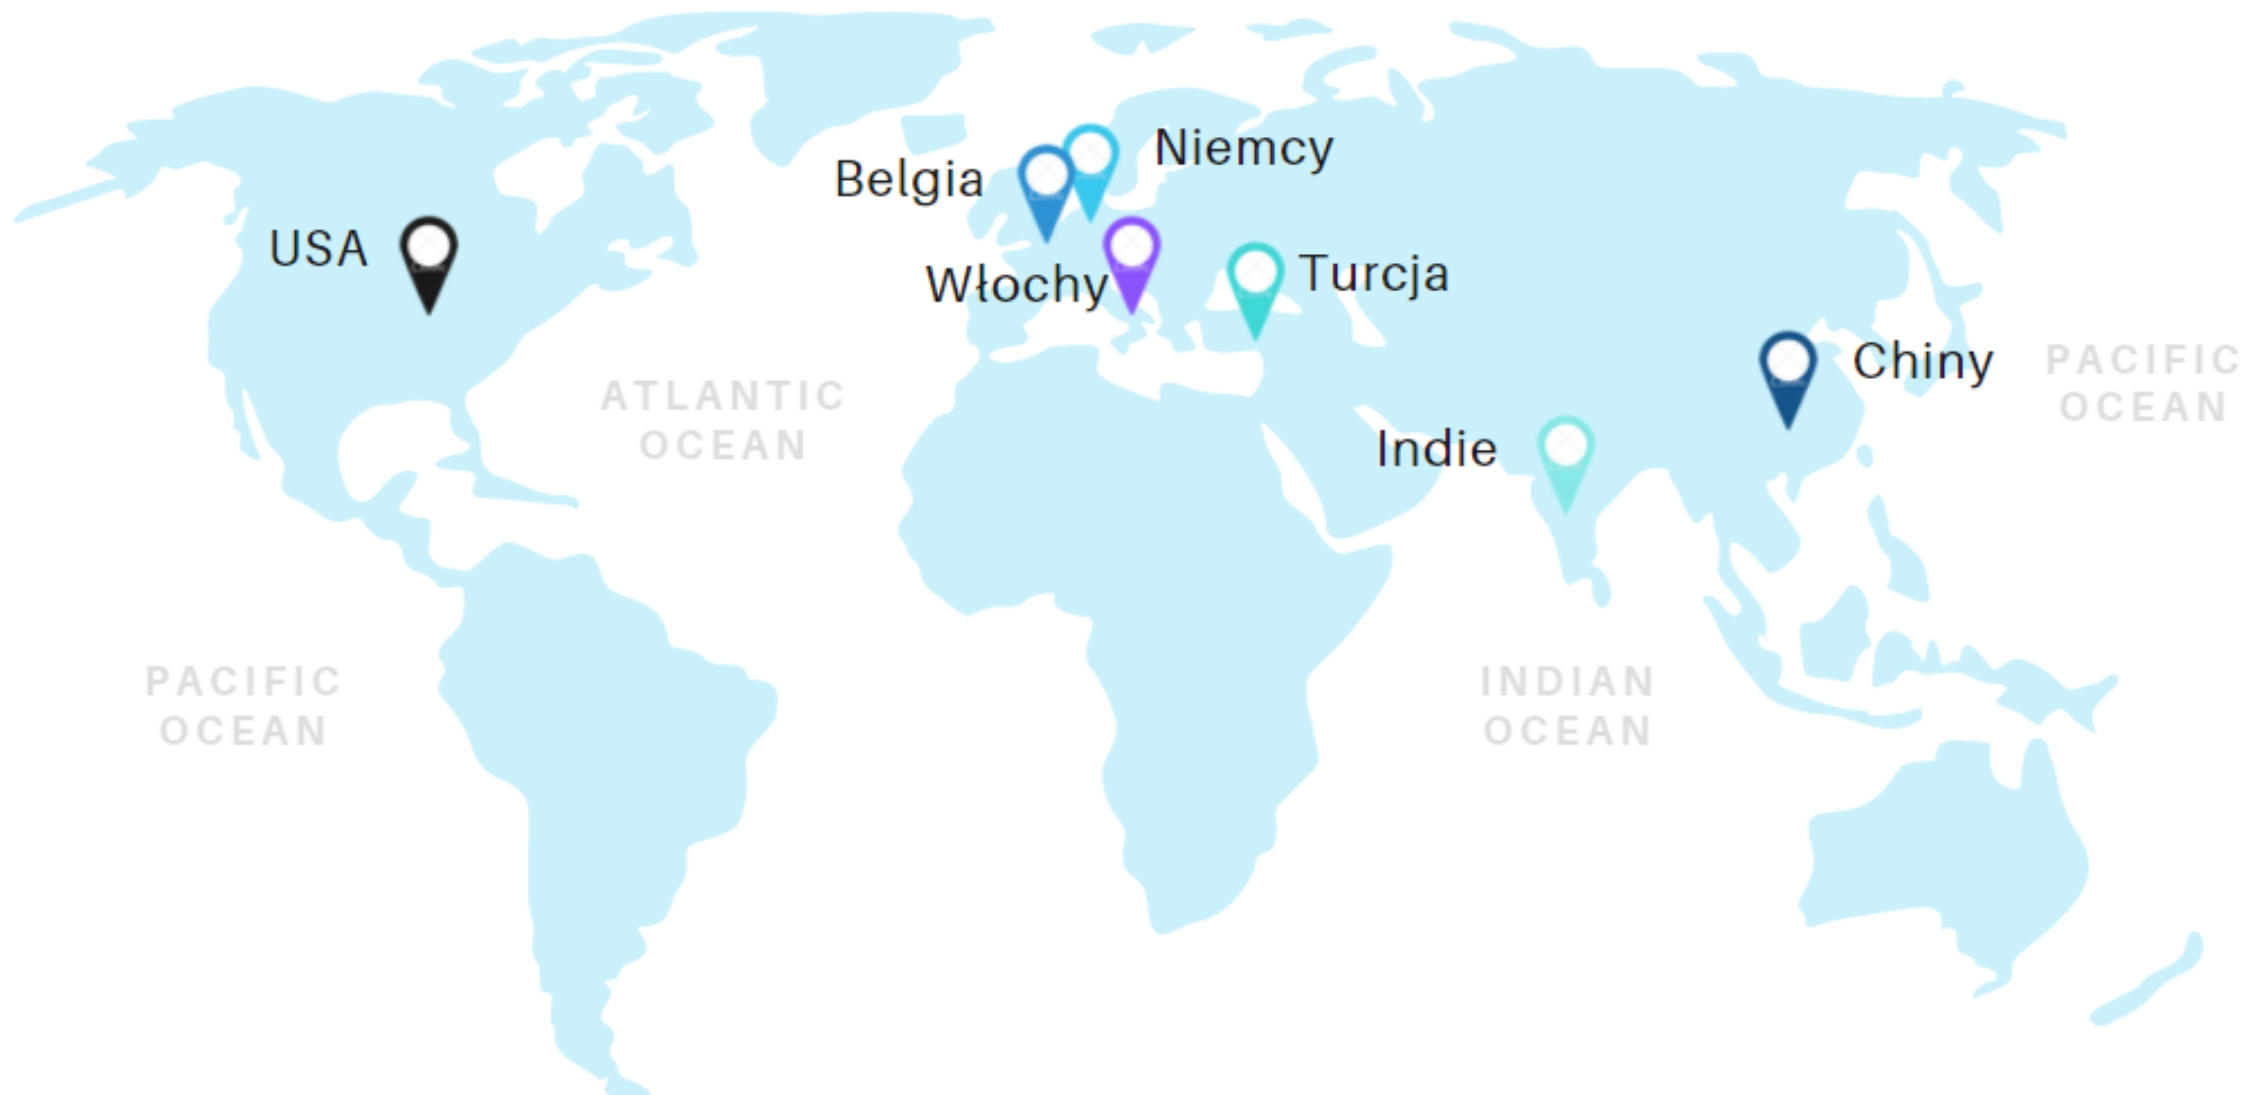 Niemcy
Belgia
USA
Włochy
Turcja
Chiny
PACIFIC
OCEAN
ATLANTIC
OCEAN
Indie
PACIFIC
OCEAN
INDIAN
OCEAN